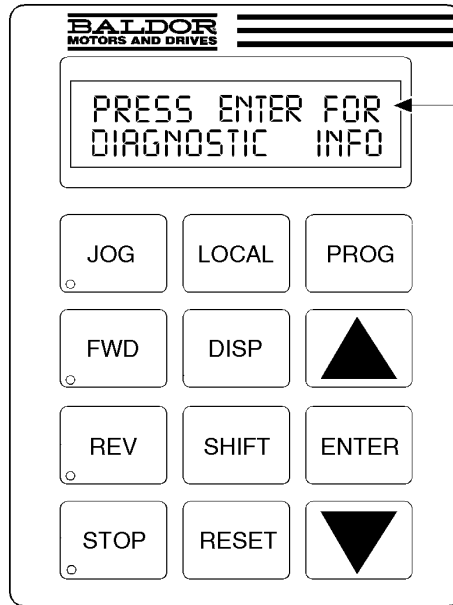 BALDOR
MOTORS AND DRIVES
PRESS ENTER FOR
DIAGNOSTIC INFO
JOG LOCAL PROG
FWD DISP
REV SHIFT ENTER
STOP RESET